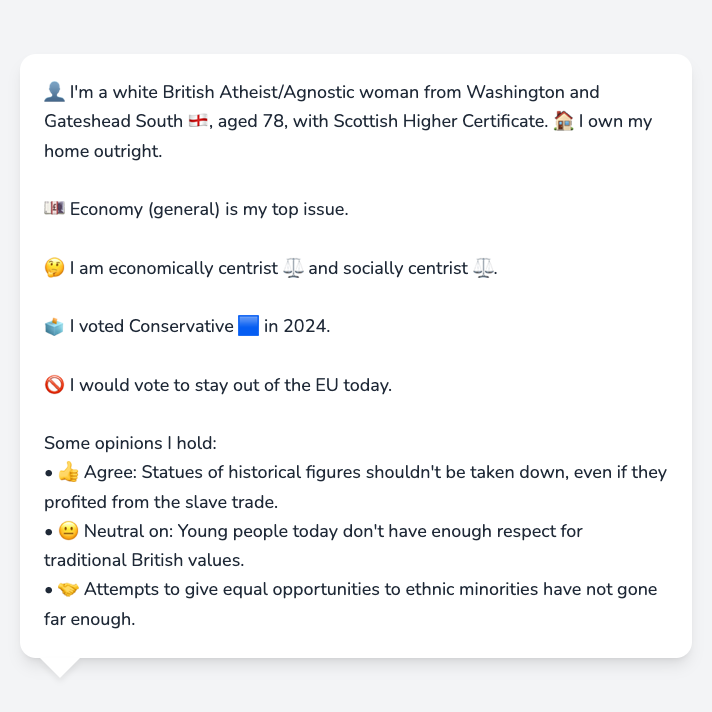 👤 I'm a white British Atheist/Agnostic woman from Washington and
Gateshead South 🏴󠁧󠁢󠁥󠁮󠁧󠁿, aged 78, with Scottish Higher Certificate. 🏠 I own my
home outright.
💷 Economy (general) is my top issue.
🤔 I am economically centrist ⚖️ and socially centrist ⚖️.
🗳️ I voted Conservative 🟦 in 2024.
🚫 I would vote to stay out of the EU today.
Some opinions I hold:
• 👍 Agree: Statues of historical figures shouldn't be taken down, even if they
profited from the slave trade.
• 😐 Neutral on: Young people today don't have enough respect for
traditional British values.
• 🤝 Attempts to give equal opportunities to ethnic minorities have not gone
far enough.